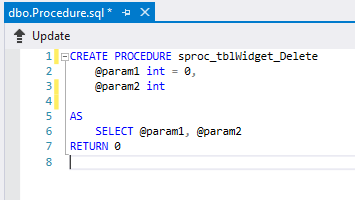 dbo.Procedure.sql*
Update
1 CREATE PROCEDURE sproc_tblWidget_Delete
2 @param1 int = 0,
3 @param2 int
4
5 AS
6 SELECT @param1, @param2
7 RETURN 0
8